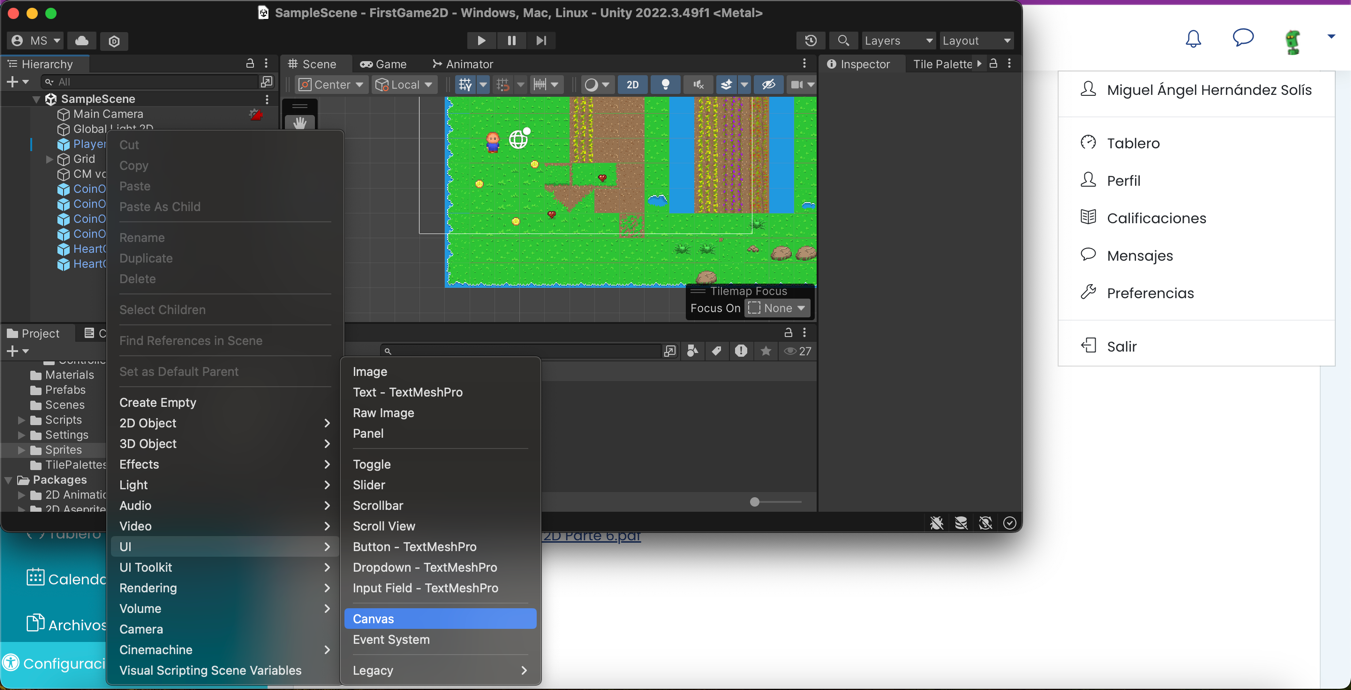 SampleScene - FirstGame2D - Windows, Mac, Linux - Unity 2022.3.49f1 <Metal>
MS
Layers
Layout
Hierarchy
Scene
Game
Animator
Inspector
Tile Palette
All
Center
Local
2D
SampleScene
Main Camera
Global Light 2D
Player
Grid
CM vc
CoinO
CoinO
CoinO
CoinO
HeartO
HeartO
Cut
Copy
Paste
Paste As Child
Rename
Duplicate
Delete
Select Children
Find References in Scene
Set as Default Parent
Create Empty
2D Object
3D Object
Effects
Light
Audio
Video
UI
UI Toolkit
Rendering
Volume
Camera
Cinemachine
Visual Scripting Scene Variables
Image
Text - TextMeshPro
Raw Image
Panel
Toggle
Slider
Scrollbar
Scroll View
Button - TextMeshPro
Dropdown - TextMeshPro
Input Field - TextMeshPro
Canvas
Event System
Legacy
Tilemap Focus
Focus On
None
Project
C
27
Materials
Prefabs
Scenes
Scripts
Settings
Sprites
TilePalettes
Packages
2D Animatic
2D Aseprite
Tablero
2D Parte 6.pdf
Calenda
Archivos
Configuraci
Miguel Ángel Hernández Solís
Tablero
Perfil
Calificaciones
Mensajes
Preferencias
Salir